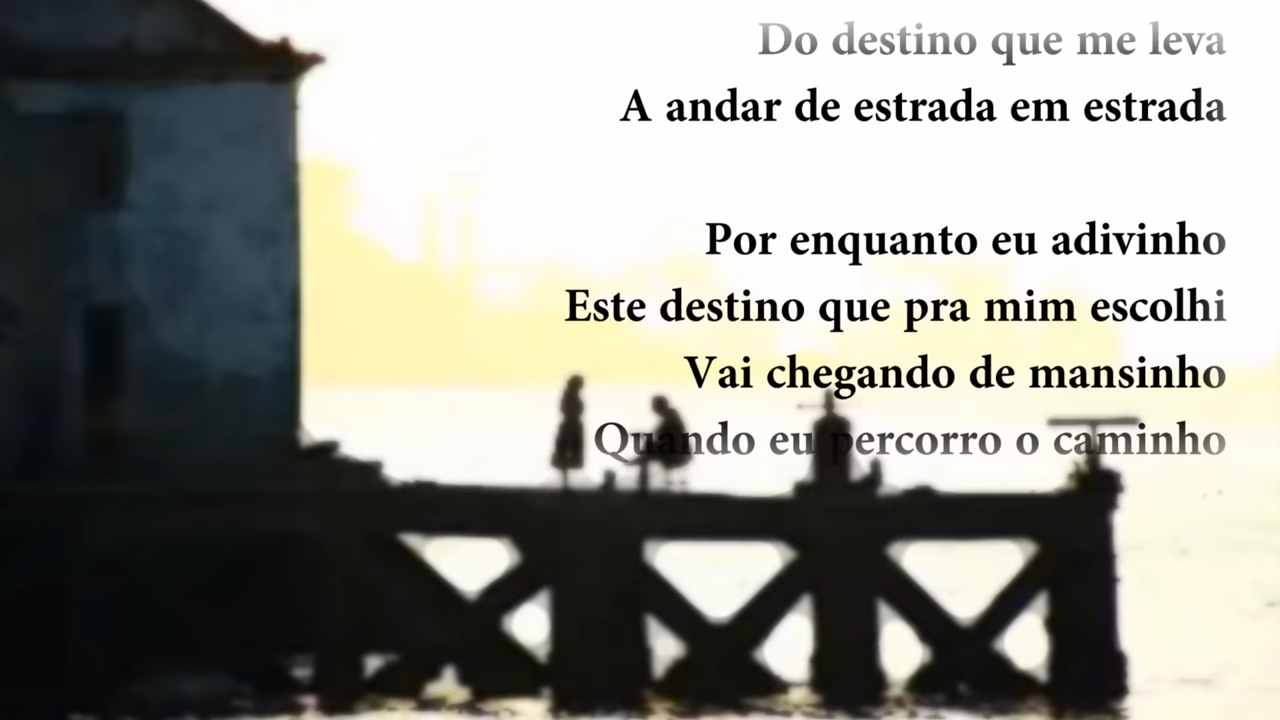 Do destino que me leva
A andar de estrada em estrada
Por enquanto eu adivinho
Este destino que pra mim escolhi
Vai chegando de mansinho
Quando eu percorro o caminho